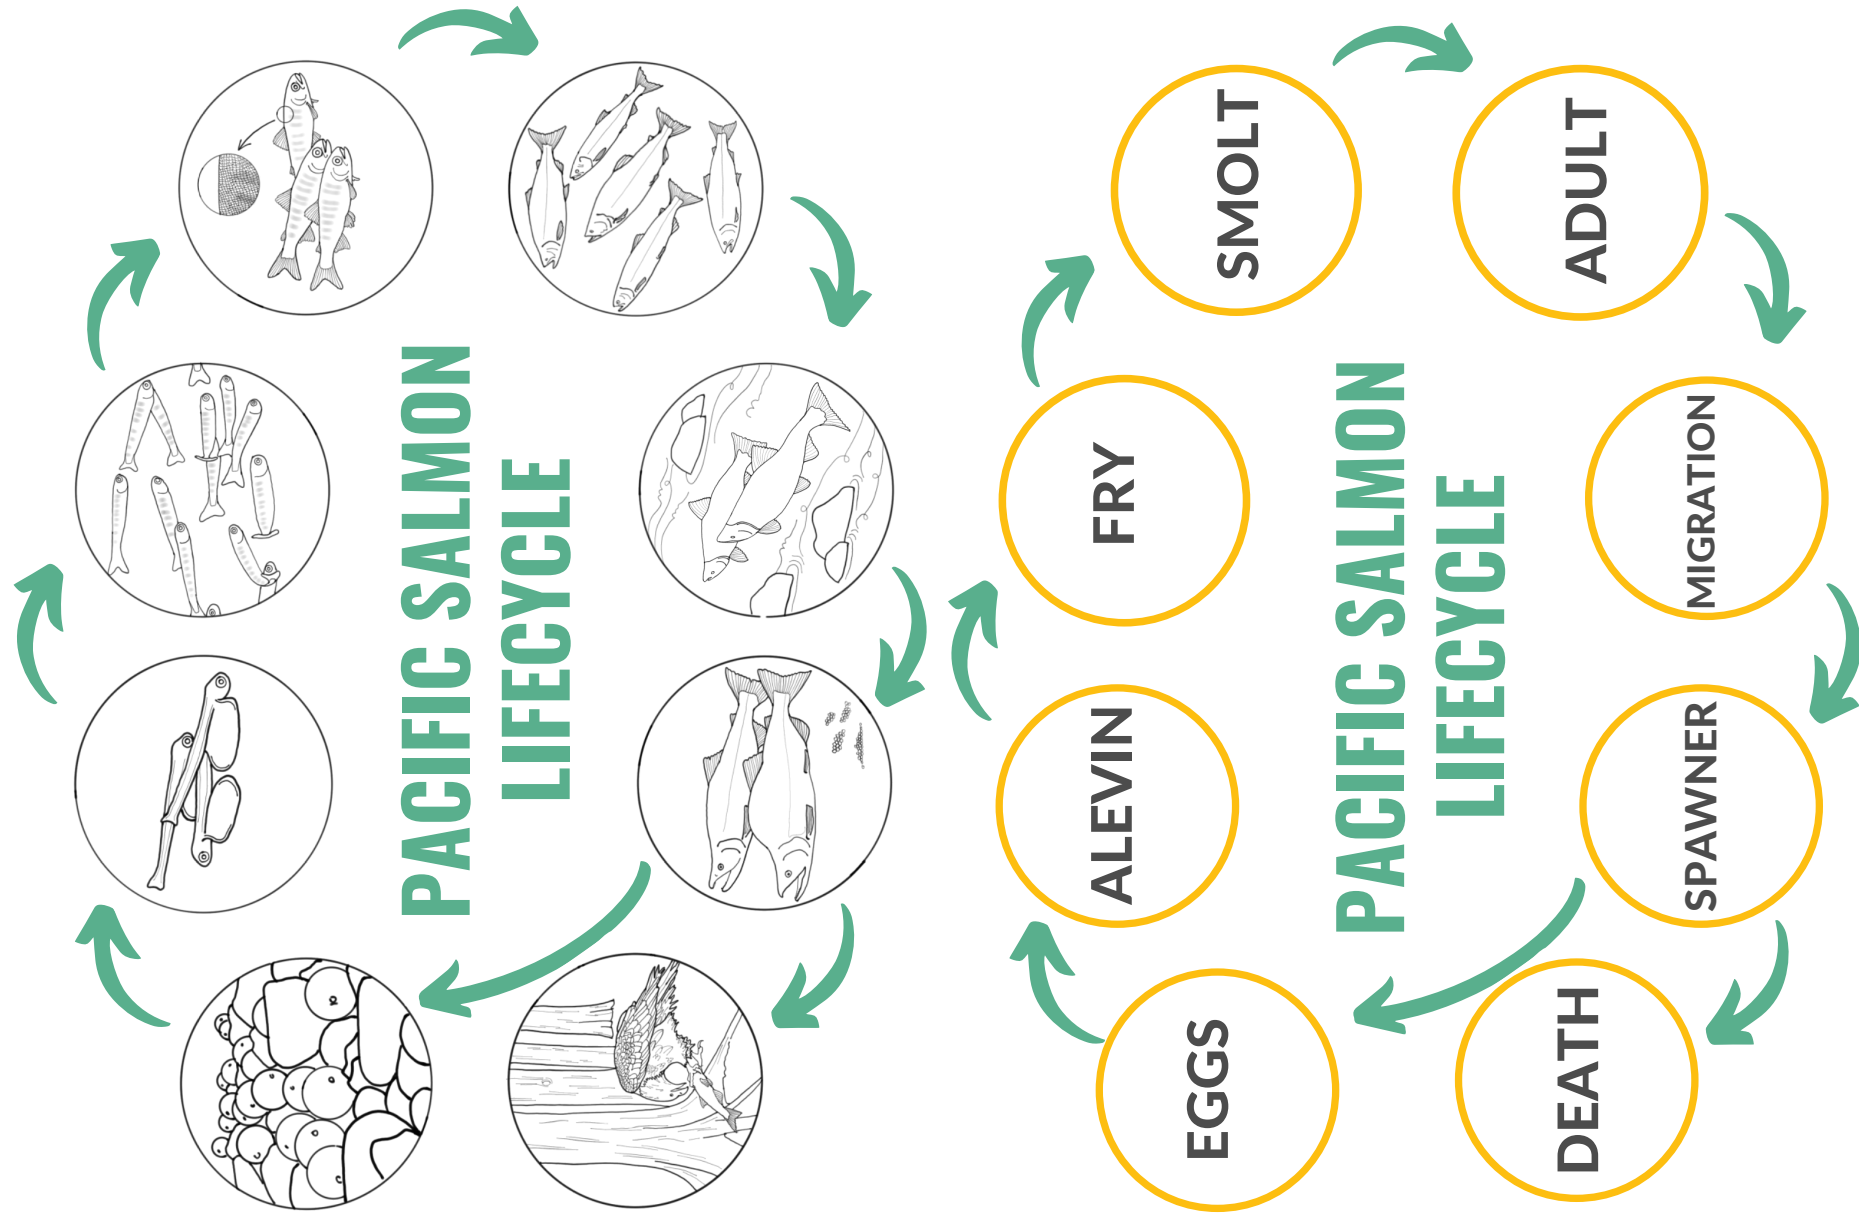 PACIFIC SALMON
LIFECYCLE
SMOLT
ADULT
FRY
MIGRATION
PACIFIC SALMON
LIFECYCLE
ALEVIN
SPAWNER
EGGS
DEATH